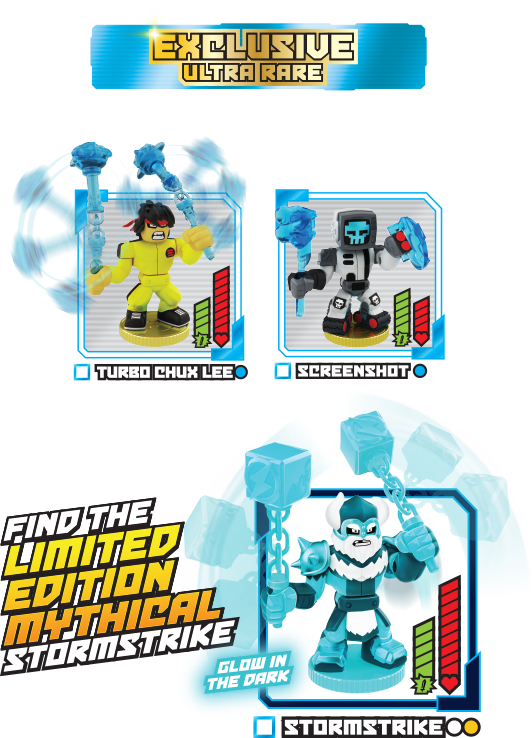 EXCLUSIVE
ULTRA RARE
TURBO CHUX LEE
SCREENSHOT
FIND THE
LIMITED
EDITION
MYTHICAL
STORMSTRIKE
GLOW IN
THE DARK
STORMSTRIKE